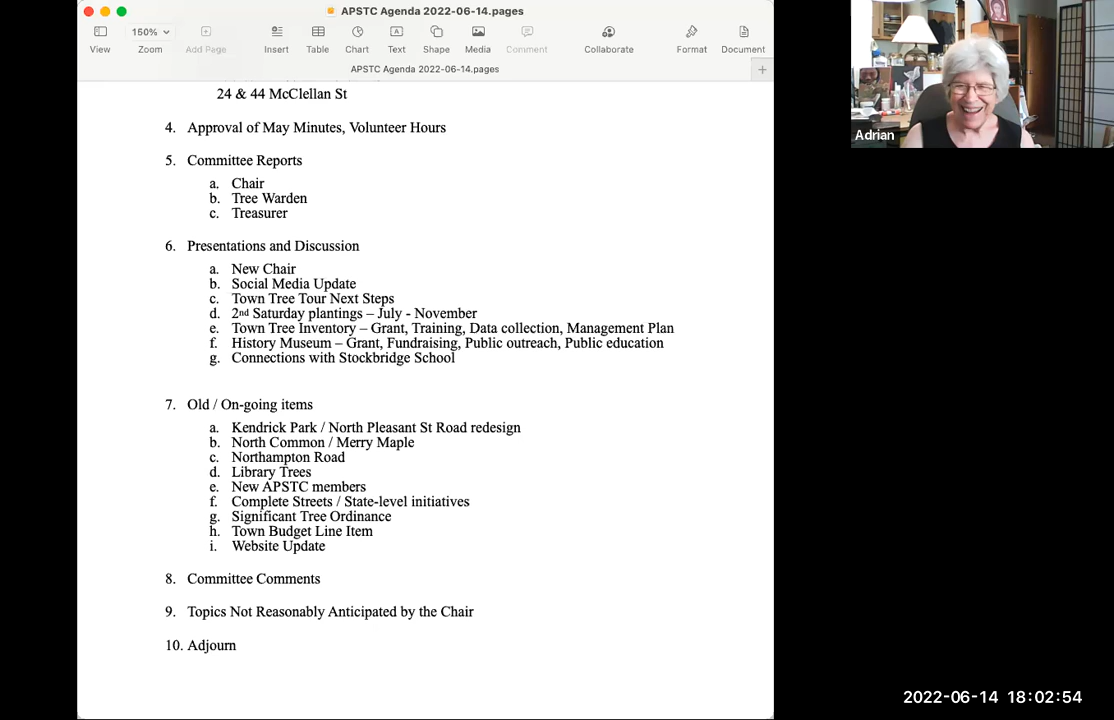 APSTC Agenda 2022-06-14.pages
150%
View Zoom Add Page Insert Table Chart Text Shape Media Comment Collaborate Format Document
APSTC Agenda 2022-06-14.pages
24 & 44 McClellan St
4. Approval of May Minutes, Volunteer Hours
5. Committee Reports
a. Chair
b. Tree Warden
c. Treasurer
6. Presentations and Discussion
a. New Chair
b. Social Media Update
c. Town Tree Tour Next Steps
d. 2nd Saturday plantings – July - November
e. Town Tree Inventory – Grant, Training, Data collection, Management Plan
f. History Museum – Grant, Fundraising, Public outreach, Public education
g. Connections with Stockbridge School
7. Old / On-going items
a. Kendrick Park / North Pleasant St Road redesign
b. North Common / Merry Maple
c. Northampton Road
d. Library Trees
e. New APSTC members
f. Complete Streets / State-level initiatives
g. Significant Tree Ordinance
h. Town Budget Line Item
i. Website Update
8. Committee Comments
9. Topics Not Reasonably Anticipated by the Chair
10. Adjourn
Adrian
2022-06-14 18:02:54